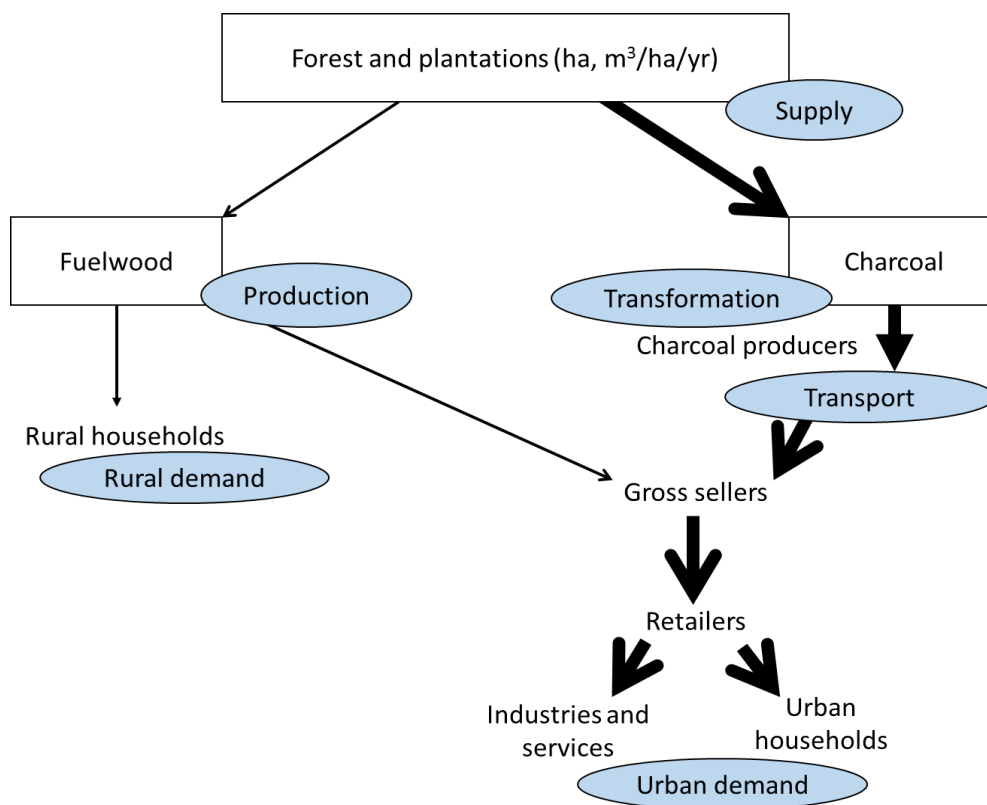 Forest and plantations (ha, m³/ha/yr)
Supply
Fuelwood
Charcoal
Production
Transformation
Charcoal producers
Transport
Rural households
Rural demand
Gross sellers
Retailers
Industries and
services
Urban
households
Urban demand